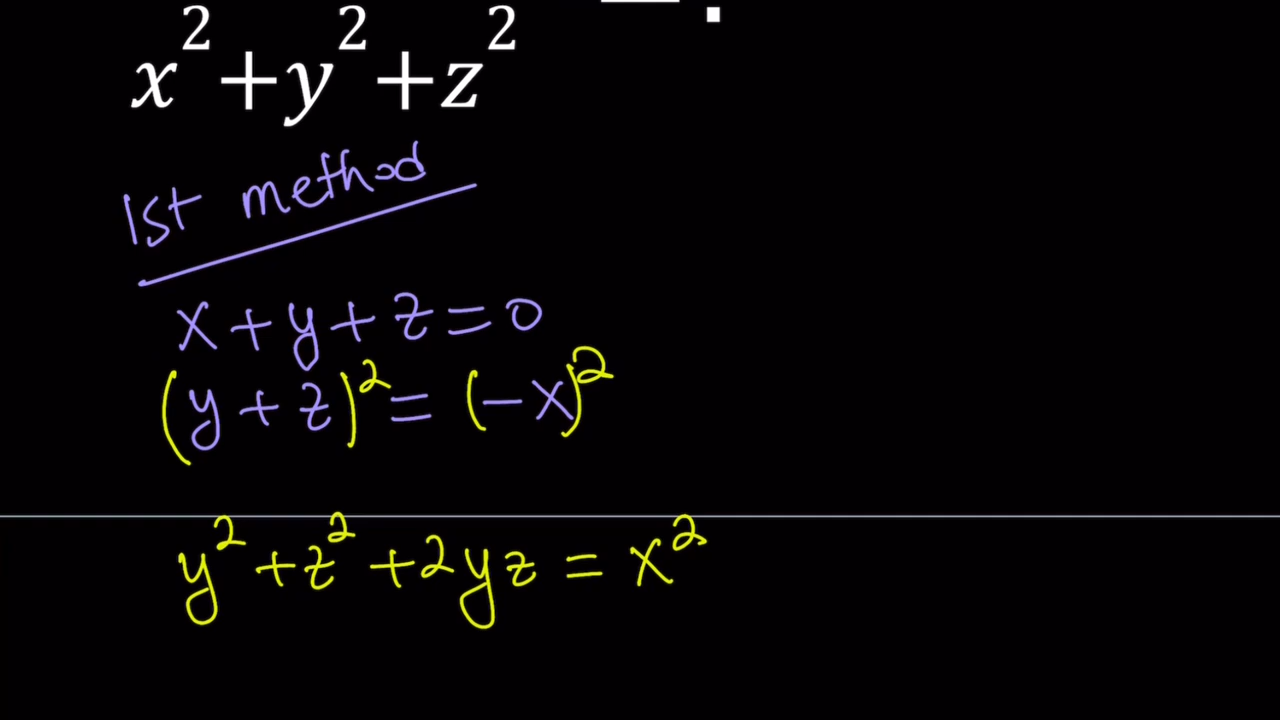 x²+y²+z²
1st method
x+y+z=0
(y+z)²=(-x)²
y²+z²+2yz=x²